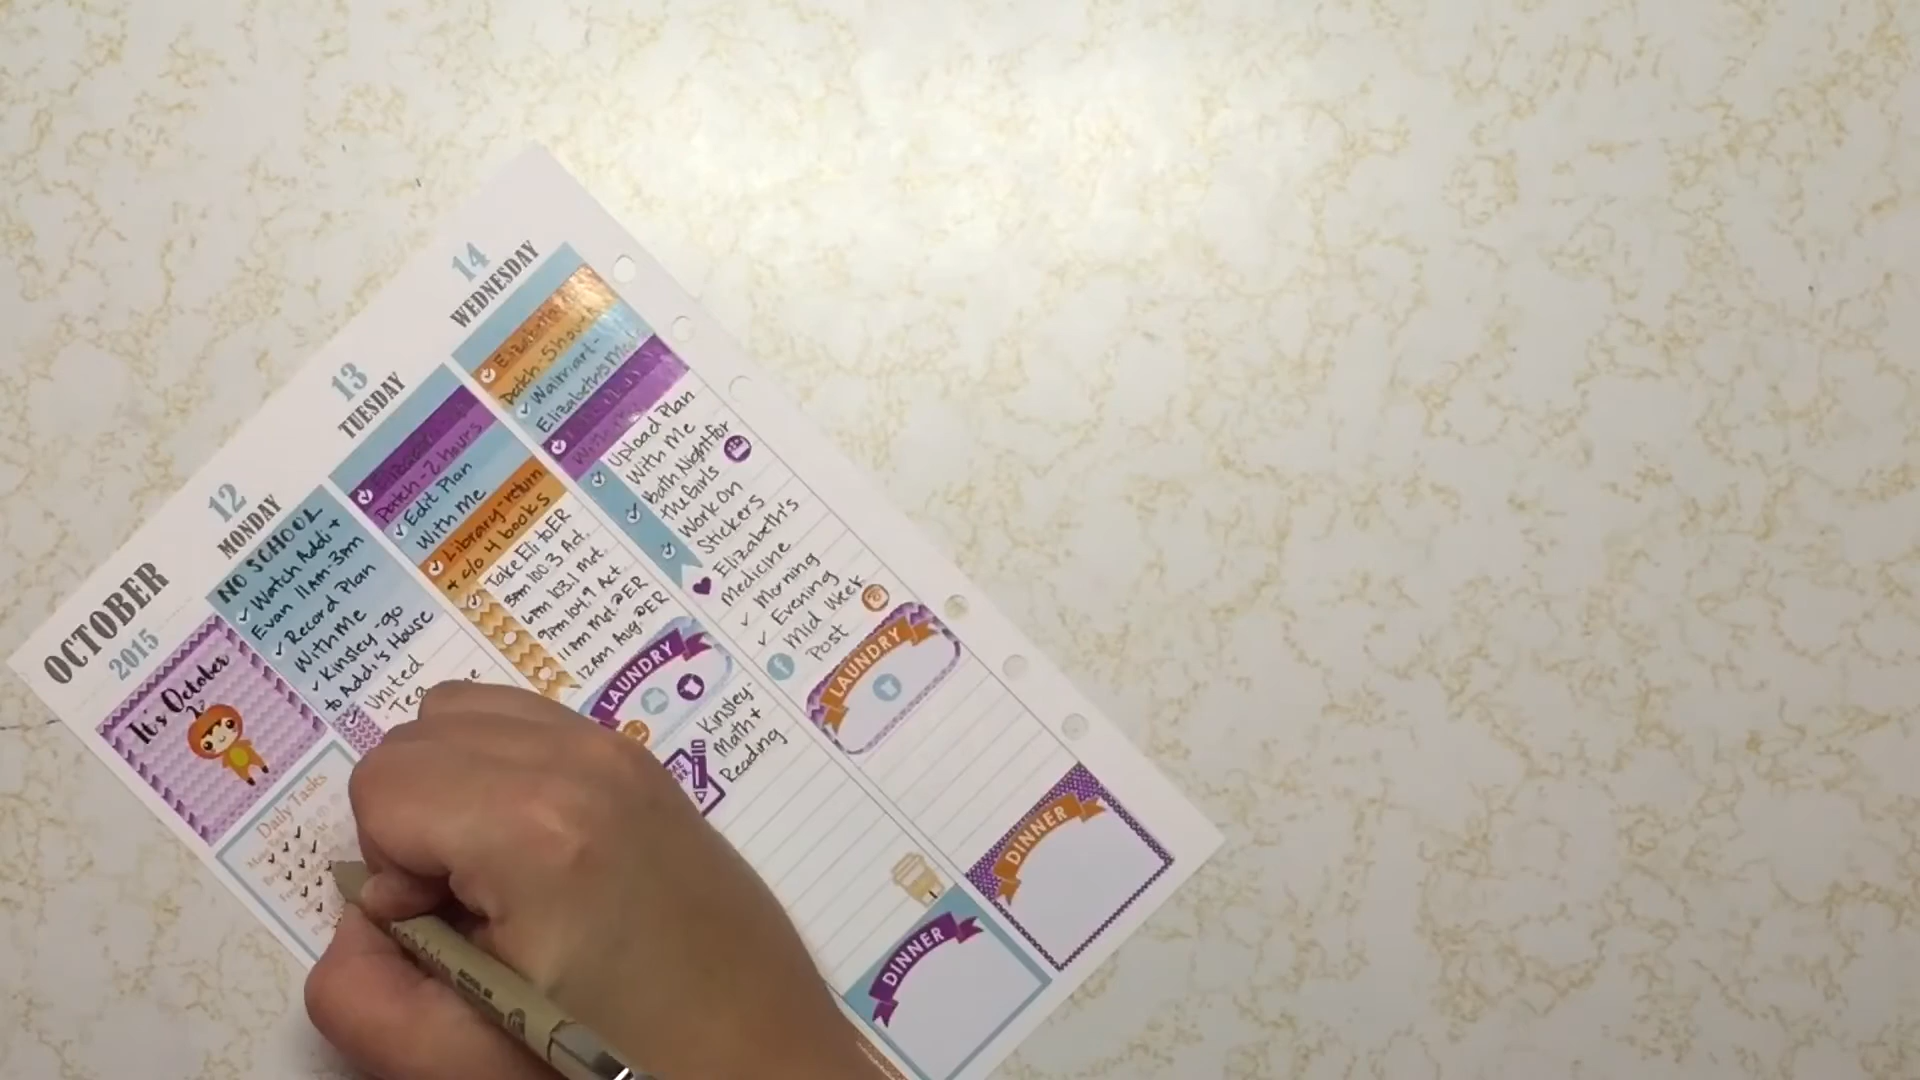 OCTOBER
2015
It's October
Daily Tasks
12
MONDAY
NO SCHOOL
Watch Addi +
Evan 11AM-3pm
Record Plan
With Me
Kinsley-go
to Addi's House
United
13
TUESDAY
Patch-2 hours
Edit Plan
With Me
Library-return
+ c/o 4 books
Take Eli to ER
3pm 100.3 Act.
6pm 103.1 Mot.
9pm 104.9 Act.
11pm Mot. @ER
12AM Aug. @ER
LAUNDRY
Kinsley-
Math +
Reading
DINNER
14
WEDNESDAY
Patch-5hou
Walmart-
Elizabeth's
Upload Plan
With Me
Bath Night for
the Girls
Work On
Stickers
Elizabeth's
Medicine
Morning
Evening
Mid Week
Post
LAUNDRY
DINNER